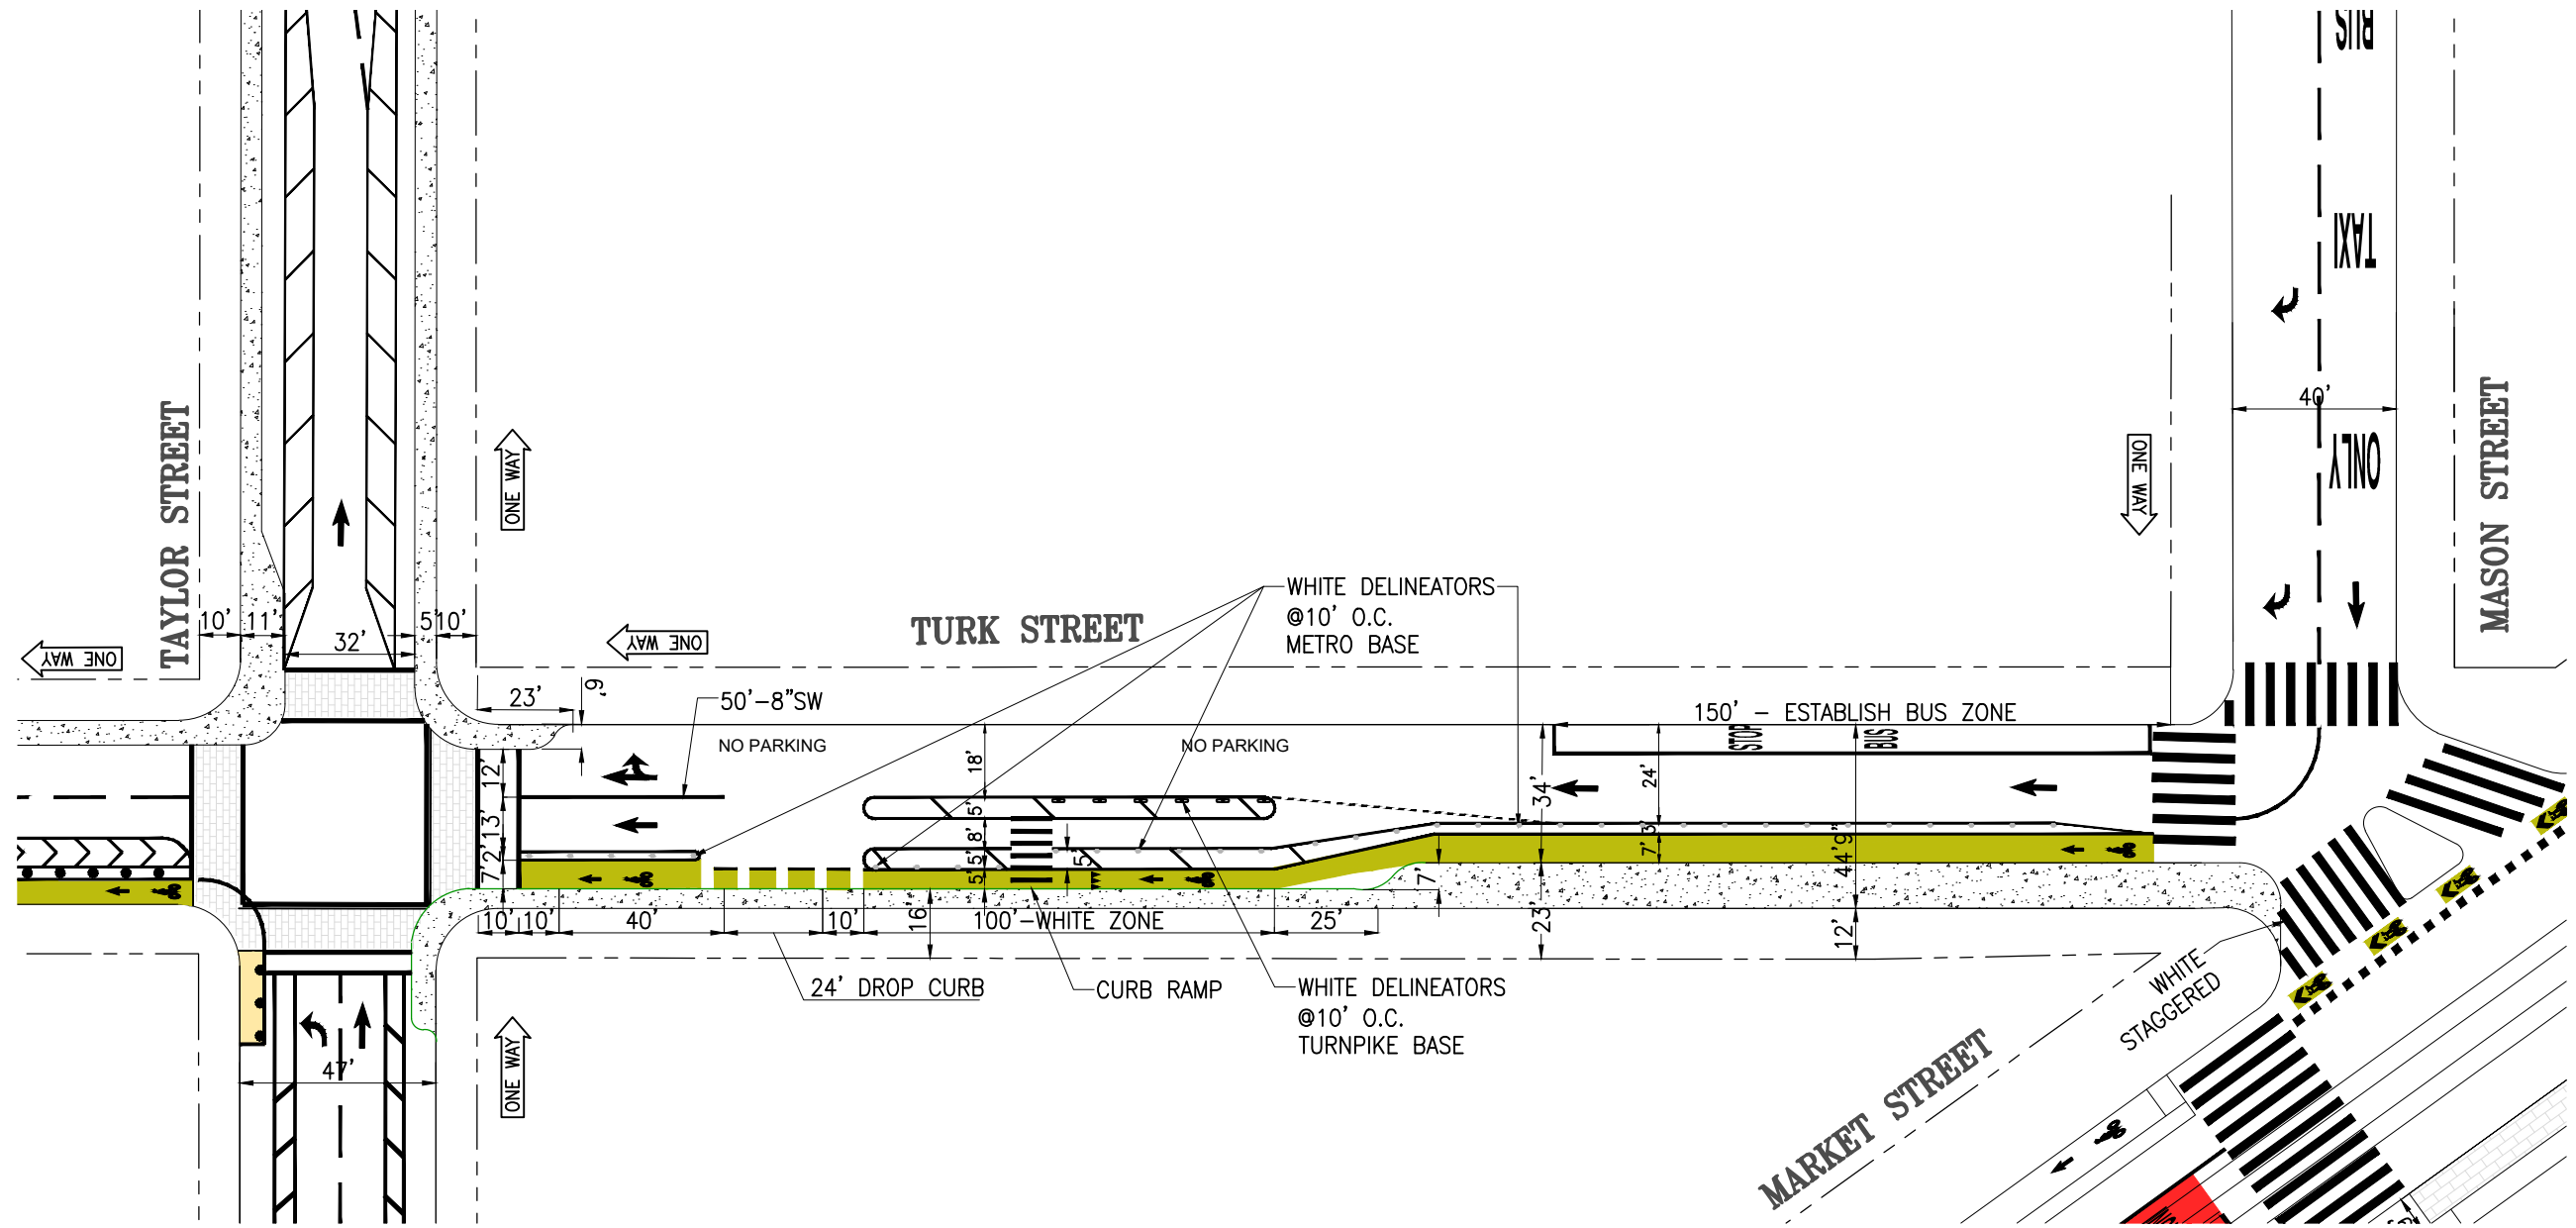 BUS
TAXI
ONLY
40'
ONE WAY
MASON STREET
TAYLOR STREET
ONE WAY
10'
11'
32'
5'
10'
ONE WAY
ONE WAY
TURK STREET
WHITE DELINEATORS
@10' O.C.
METRO BASE
23'
6'
50'-8"SW
NO PARKING
NO PARKING
150' - ESTABLISH BUS ZONE
STOP
BUS
12'
13'
2'
7'
18'
5'
8'
5'
5'
5'
34'
24'
3'
7'
7'
44'9"
10'
10'
40'
10'
16'
100'-WHITE ZONE
25'
23'
12'
24' DROP CURB
CURB RAMP
WHITE DELINEATORS
@10' O.C.
TURNPIKE BASE
WHITE
STAGGERED
ONE WAY
47'
MARKET STREET